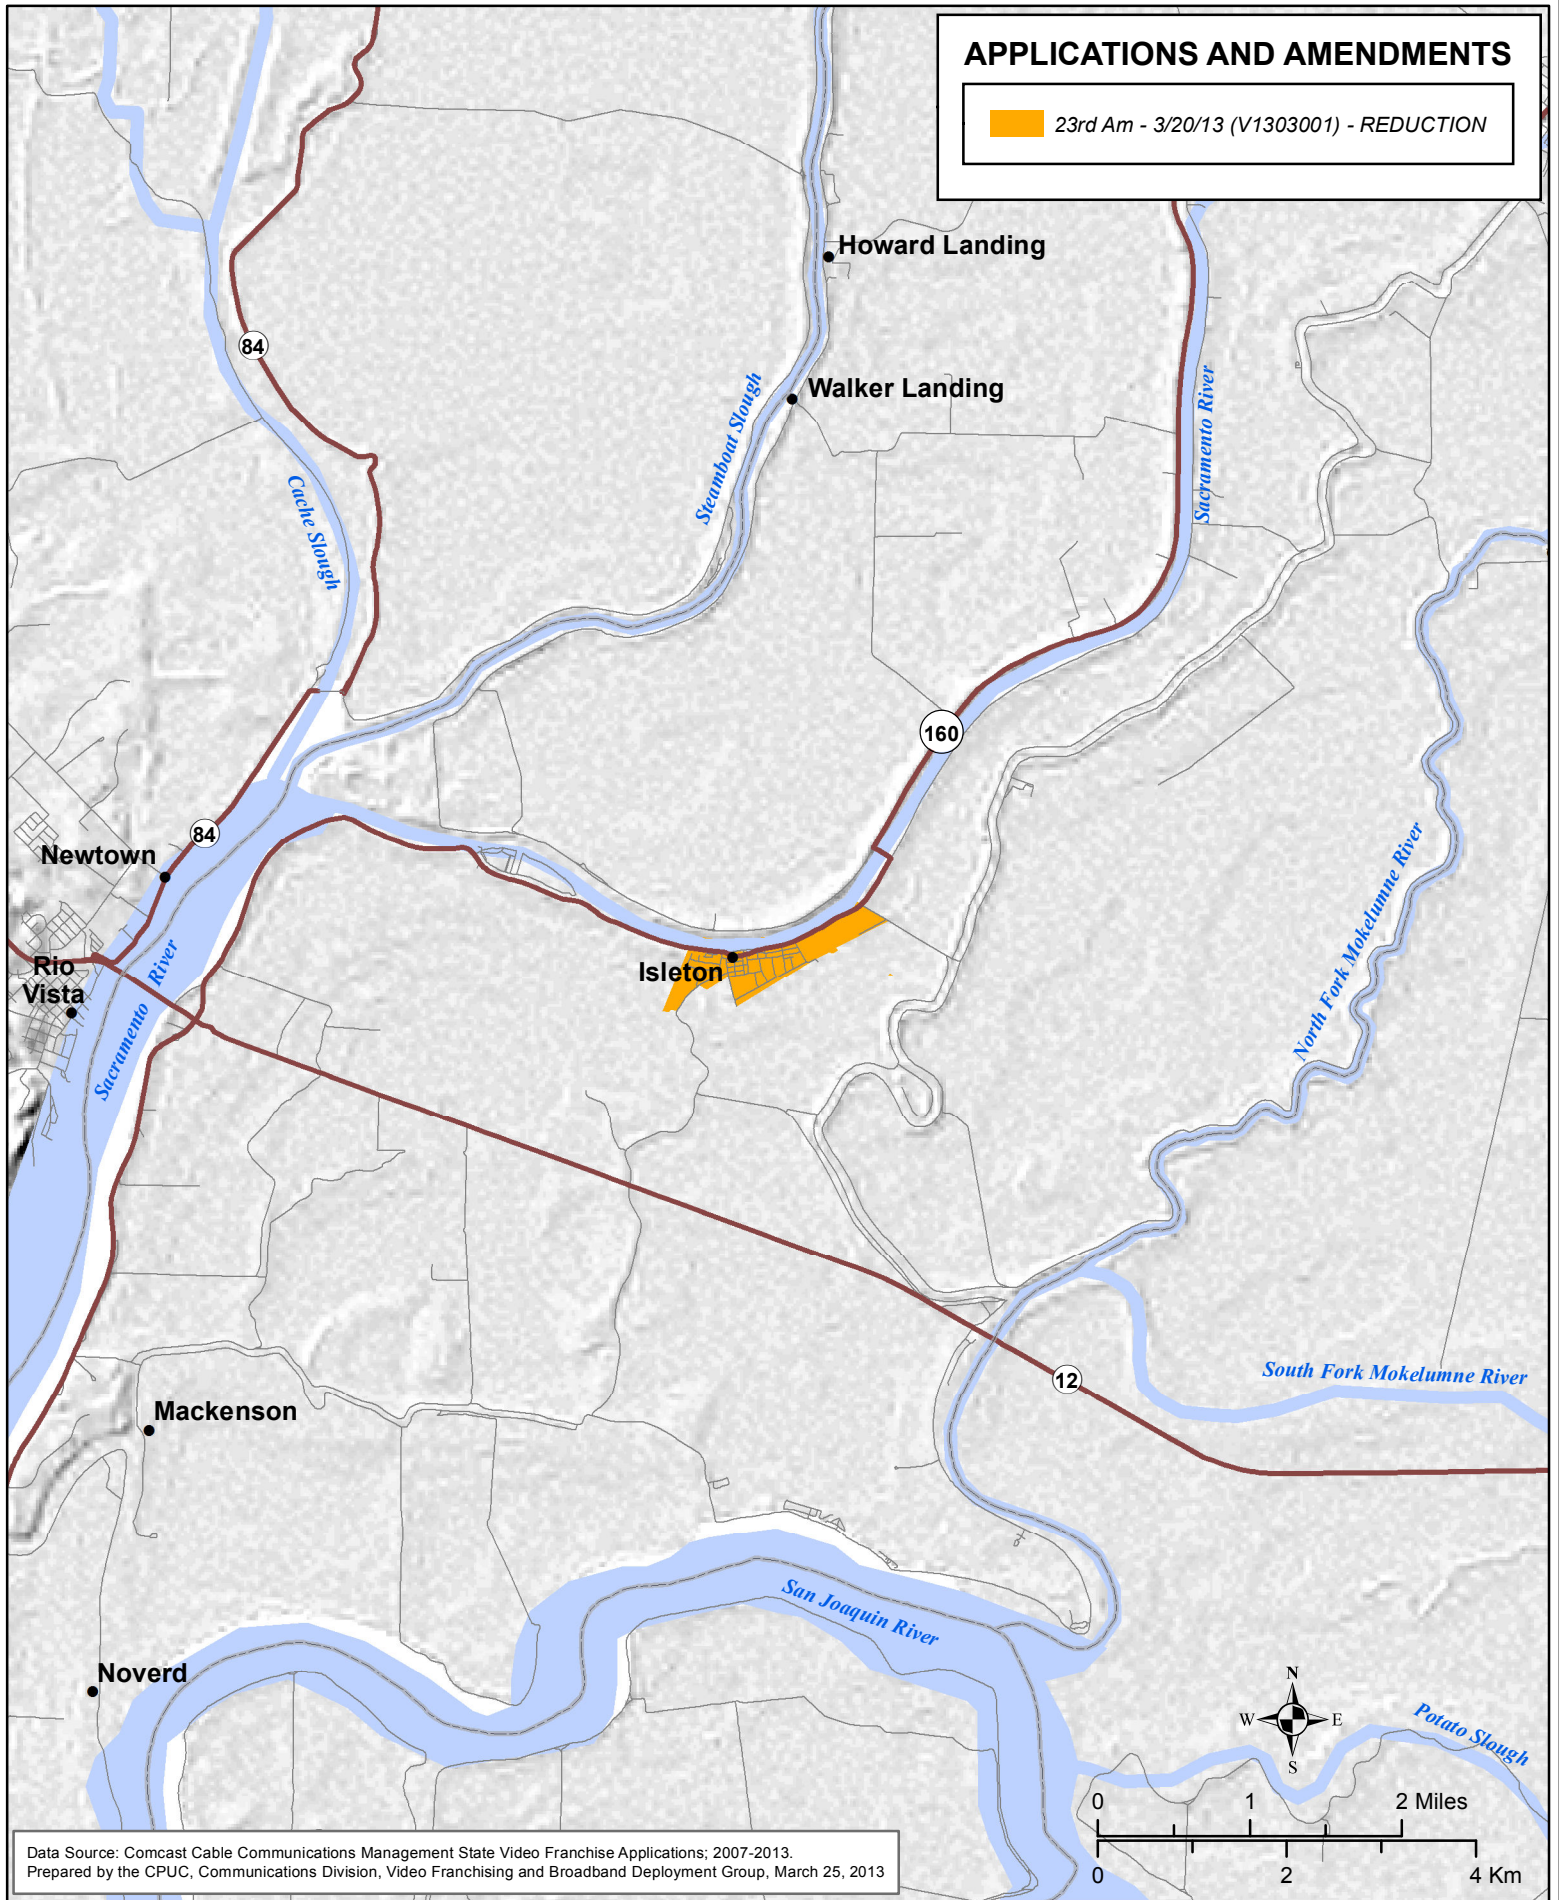 APPLICATIONS AND AMENDMENTS
23rd Am - 3/20/13 (V1303001) - REDUCTION
Howard Landing
84
Walker Landing
Steamboat Slough
Sacramento River
Cache Slough
160
84
Newtown
North Fork Mokelumne River
Rio
Vista
Isleton
Sacramento River
12
South Fork Mokelumne River
Mackenson
San Joaquin River
Noverd
N
W E
S
Potato Slough
0 1 2 Miles
0 2 4 Km
Data Source: Comcast Cable Communications Management State Video Franchise Applications; 2007-2013.
Prepared by the CPUC, Communications Division, Video Franchising and Broadband Deployment Group, March 25, 2013